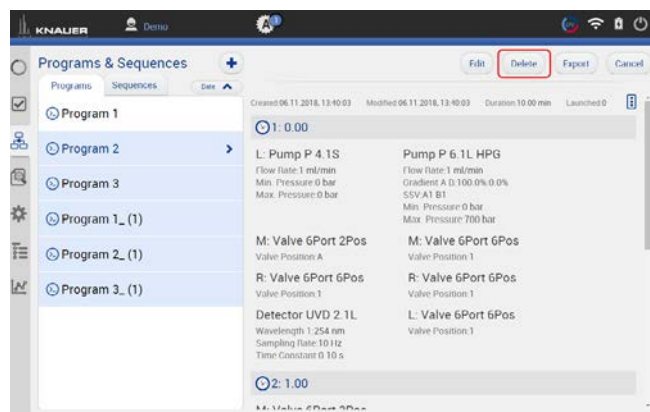 KNAUER Demo
Programs & Sequences +
Edit Delete Export Cancel
Programs Sequences Date
Created:06.11.2018, 13:40:03 Modified:06.11.2018, 13:40:03 Duration:10.00 min Launched:0
Program 1
Program 2
Program 3
Program 1_ (1)
Program 2_ (1)
Program 3_ (1)
1: 0.00
L: Pump P 4.1S
Flow Rate:1 ml/min
Min. Pressure:0 bar
Max. Pressure:0 bar
Pump P 6.1L HPG
Flow Rate:1 ml/min
Gradient A D:100.0%:0.0%
SSV:A1 B1
Min. Pressure:0 bar
Max. Pressure:700 bar
M: Valve 6Port 2Pos
Valve Position:A
M: Valve 6Port 6Pos
Valve Position:1
R: Valve 6Port 6Pos
Valve Position:1
R: Valve 6Port 6Pos
Valve Position:1
Detector UVD 2.1L
Wavelength 1:254 nm
Sampling Rate:10 Hz
Time Constant:0.10 s
L: Valve 6Port 6Pos
Valve Position:1
2: 1.00